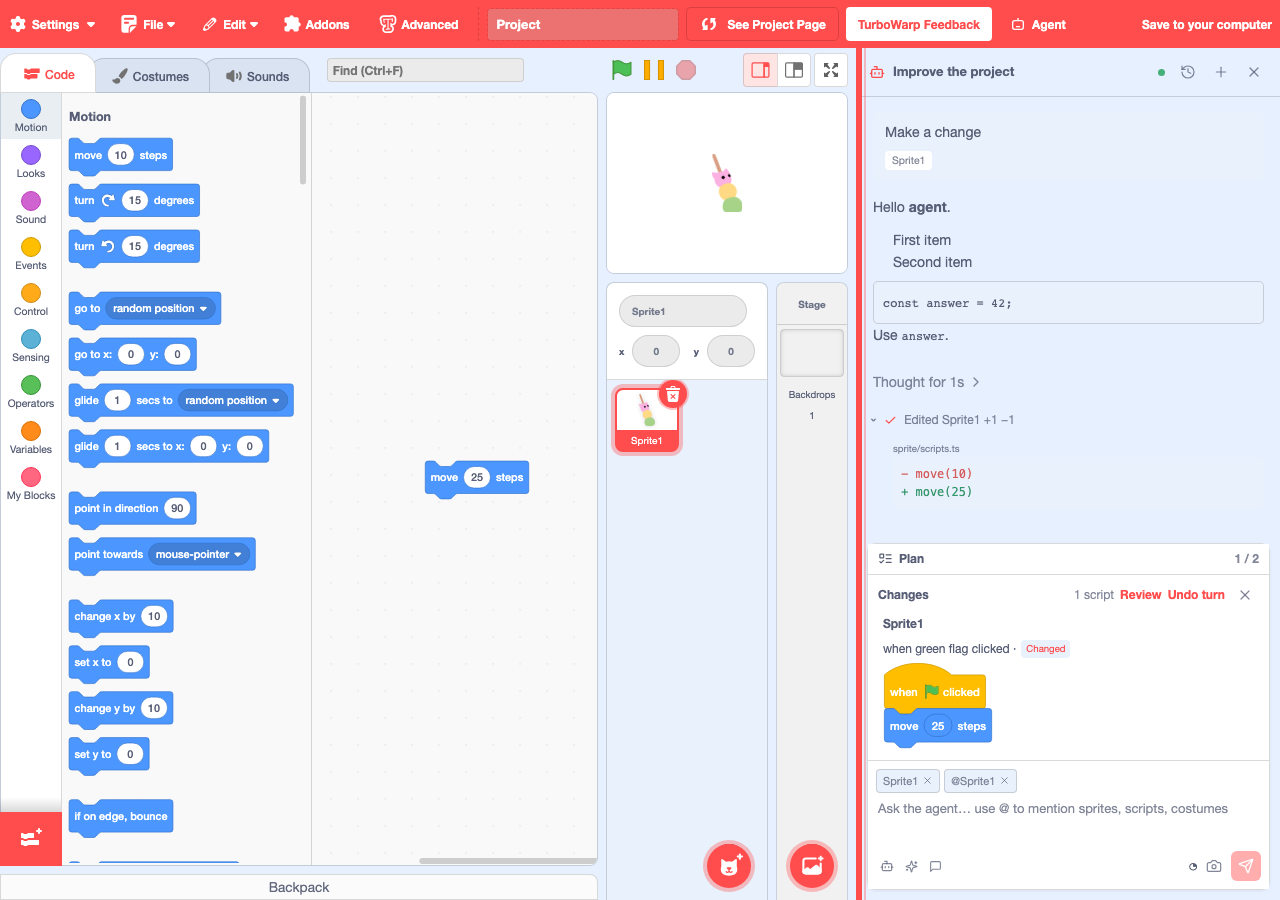 Settings
File
Edit
Addons
Advanced
Project
See Project Page
TurboWarp Feedback
Agent
Save to your computer
Code
Costumes
Sounds
Find (Ctrl+F)
Improve the project
Motion
Looks
Sound
Events
Control
Sensing
Operators
Variables
My Blocks
Motion
move 10 steps
turn 15 degrees
turn 15 degrees
go to random position
go to x: 0 y: 0
glide 1 secs to random position
glide 1 secs to x: 0 y: 0
point in direction 90
point towards mouse-pointer
change x by 10
set x to 0
change y by 10
set y to 0
if on edge, bounce
move 25 steps
Backpack
Sprite1
x 0 y 0
Sprite1
Stage
Backdrops
1
Make a change
Sprite1
Hello agent.
First item
Second item
const answer = 42;
Use answer.
Thought for 1s
Edited Sprite1 +1 −1
sprite/scripts.ts
− move(10)
+ move(25)
Plan 1 / 2
Changes 1 script Review Undo turn
Sprite1
when green flag clicked · Changed
when clicked
move 25 steps
Sprite1 @Sprite1
Ask the agent… use @ to mention sprites, scripts, costumes